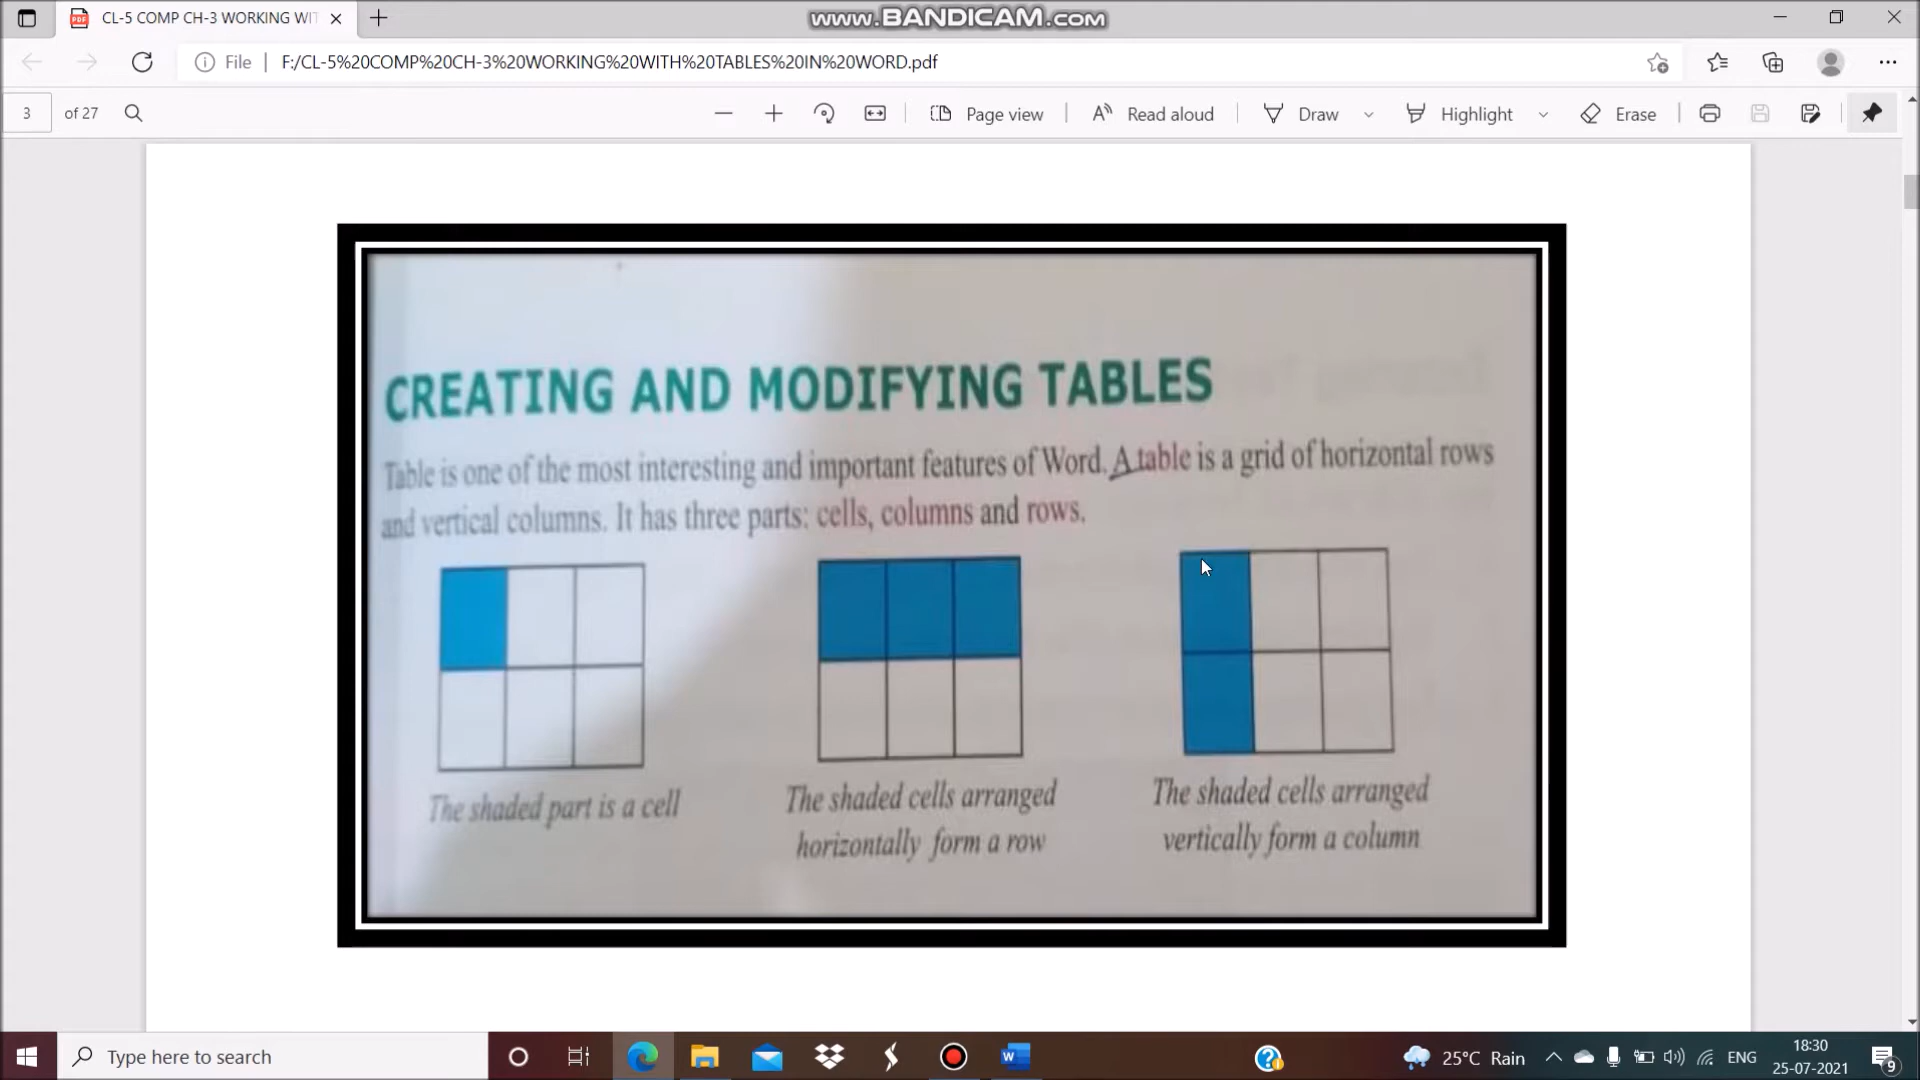 CL-5 COMP CH-3 WORKING WIT
www.BANDICAM.com
File
F:/CL-5%20COMP%20CH-3%20WORKING%20WITH%20TABLES%20IN%20WORD.pdf
3 of 27
Page view
Read aloud
Draw
Highlight
Erase
CREATING AND MODIFYING TABLES
Table is one of the most interesting and important features of Word. A table is a grid of horizontal rows
and vertical columns. It has three parts: cells, columns and rows.
The shaded part is a cell
The shaded cells arranged
horizontally form a row
The shaded cells arranged
vertically form a column
Type here to search
25°C Rain
ENG
18:30
25-07-2021
9